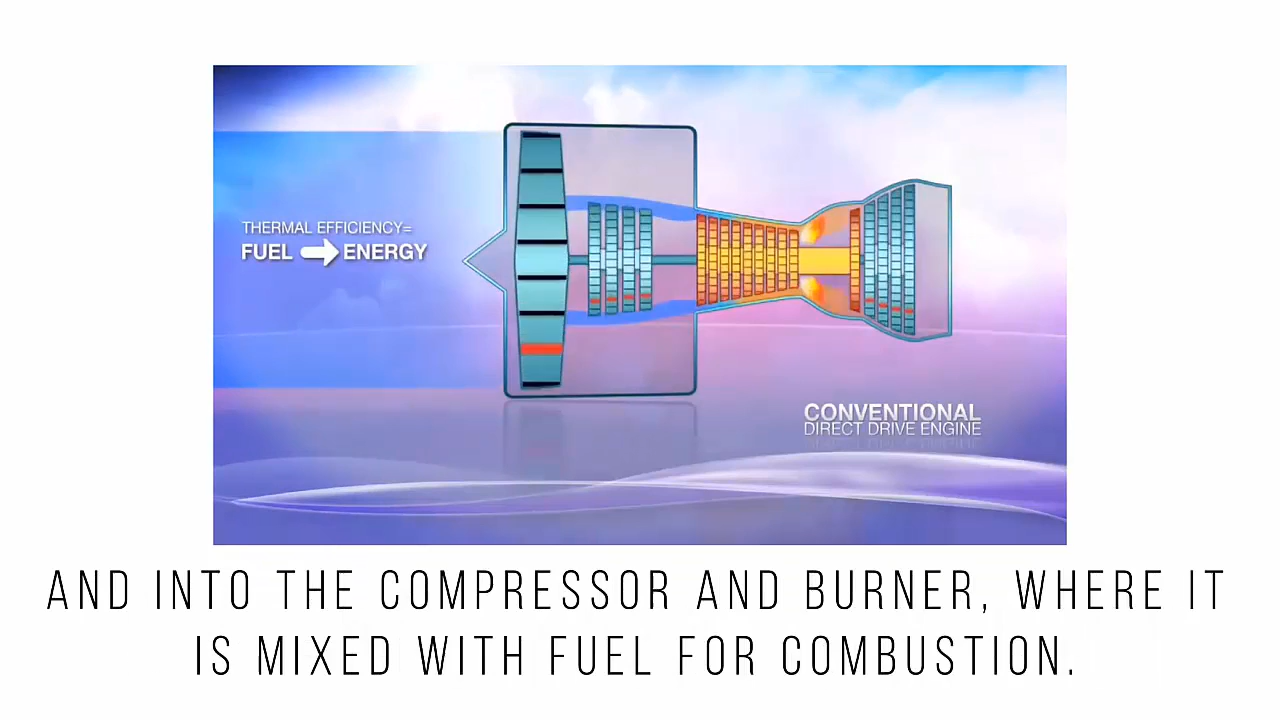 THERMAL EFFICIENCY=
FUEL ENERGY
CONVENTIONAL
DIRECT DRIVE ENGINE
AND INTO THE COMPRESSOR AND BURNER, WHERE IT
IS MIXED WITH FUEL FOR COMBUSTION.